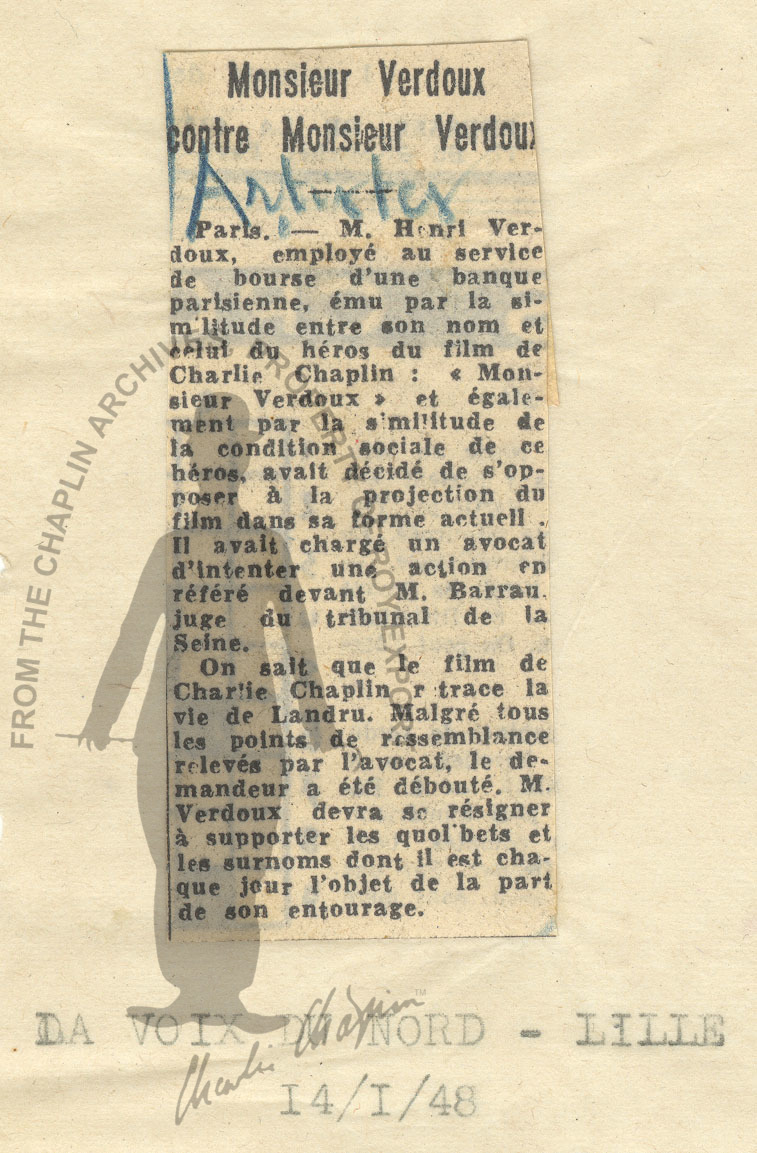 Monsieur Verdoux
contre Monsieur Verdoux
Paris. — M. Henri Ver-
doux, employé au service
de bourse d'une banque
parisienne, ému par la si-
militude entre son nom et
celui du héros du film de
Charlie Chaplin : « Mon-
sieur Verdoux » et égale-
ment par la similitude de
la condition sociale de ce
héros, avait décidé de s'op-
poser à la projection du
film dans sa forme actuell .
Il avait chargé un avocat
d'intenter une action en
référé devant M. Barrau,
juge du tribunal de la
Seine.
On sait que le film de
Charlie Chaplin r trace la
vie de Landru. Malgré tous
les points de ressemblance
relevés par l'avocat, le de-
mandeur a été débouté. M.
Verdoux devra se résigner
à supporter les quolibets et
les surnoms dont il est cha-
que jour l'objet de la part
de son entourage.
FROM THE CHAPLIN ARCHIVES, PROPERTY OF ROY EXPORT
LA VOIX DU NORD - LILLE
Charlie Chaplin™
14/I/48